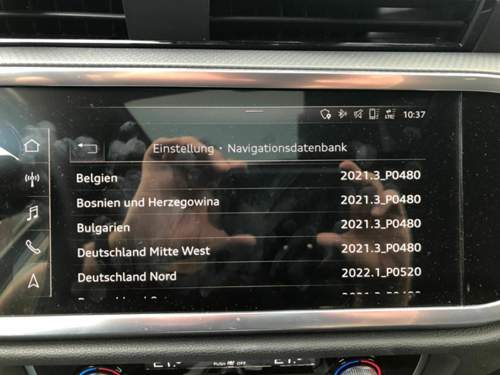 LTE 10:37
Einstellung · Navigationsdatenbank
Belgien 2021.3_P0480
Bosnien und Herzegowina 2021.3_P0480
Bulgarien 2021.3_P0480
Deutschland Mitte West 2021.3_P0480
Deutschland Nord 2022.1_P0520